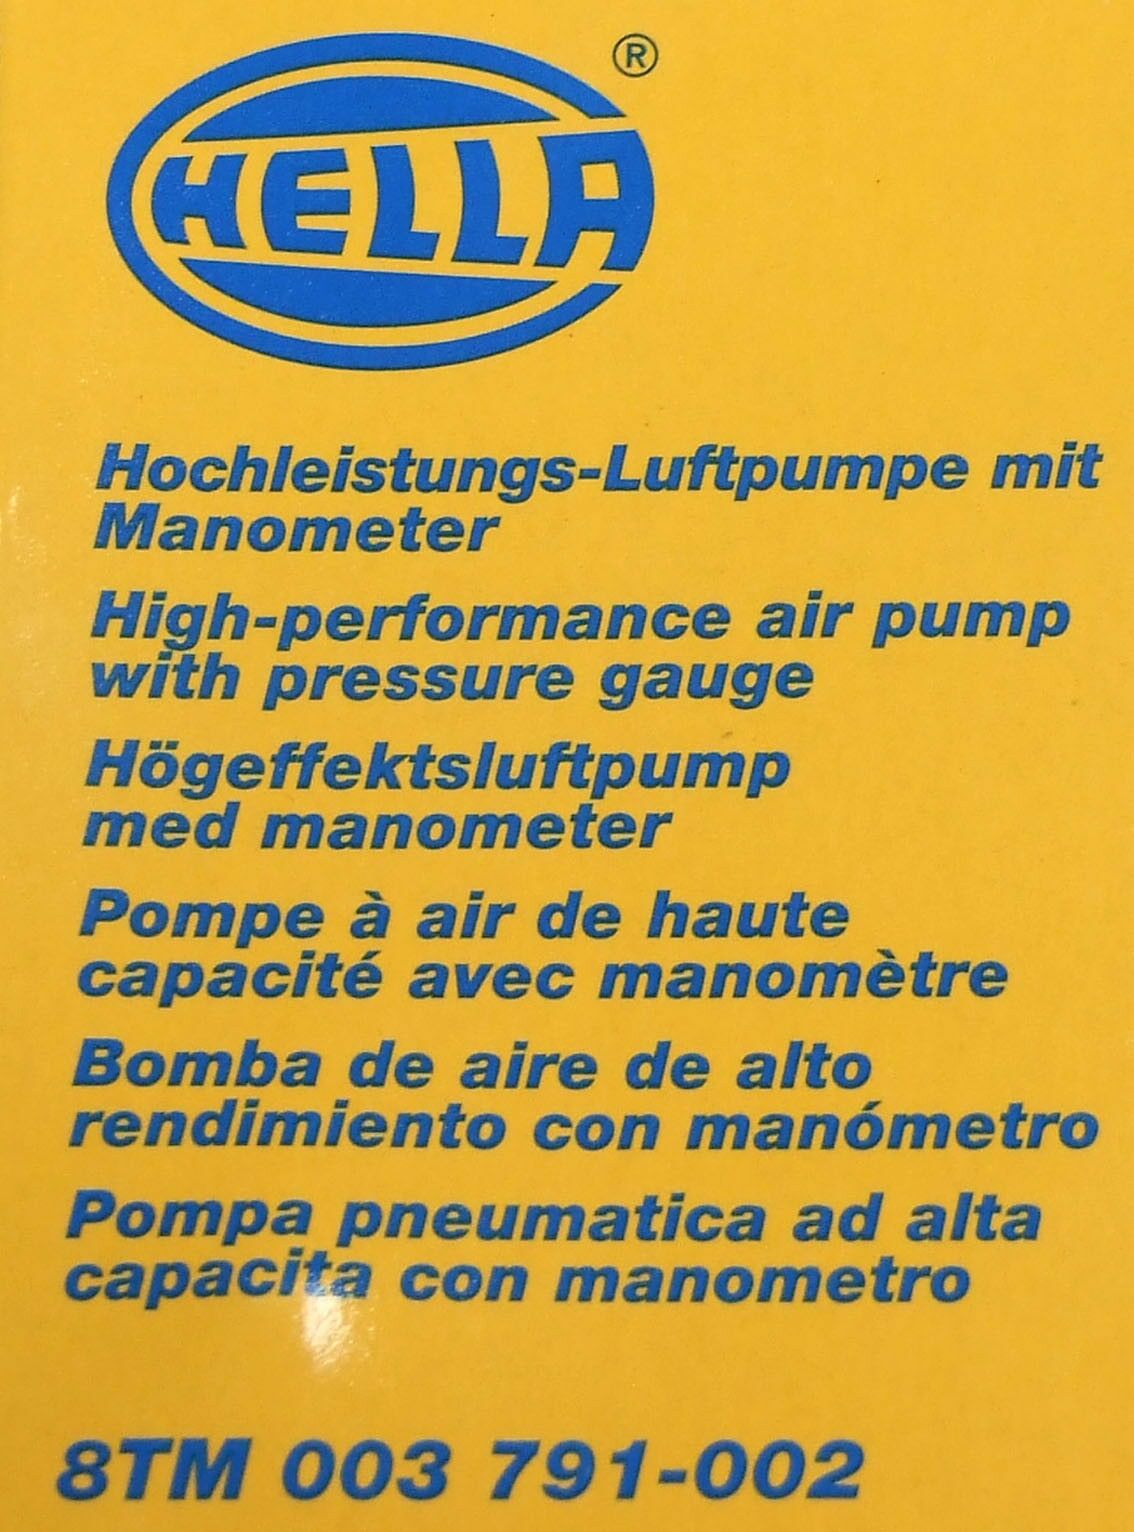 HELLA ®
Hochleistungs-Luftpumpe mit
Manometer
High-performance air pump
with pressure gauge
Högeffektsluftpump
med manometer
Pompe à air de haute
capacité avec manomètre
Bomba de aire de alto
rendimiento con manómetro
Pompa pneumatica ad alta
capacita con manometro
8TM 003 791-002